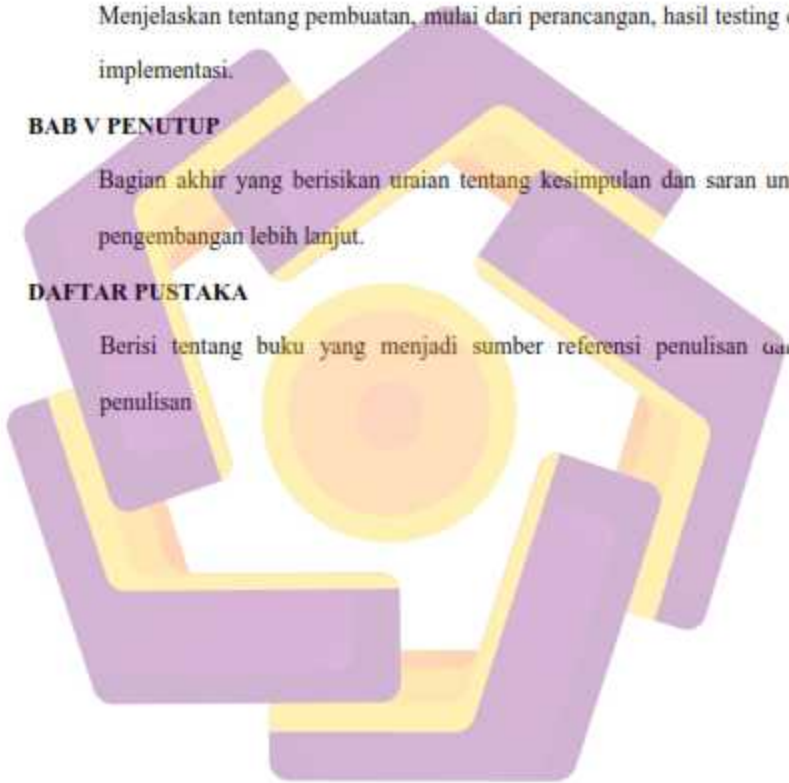 Menjelaskan tentang pembuatan, mulai dari perancangan, hasil testing
implementasi.
BAB V PENUTUP
Bagian akhir yang berisikan uraian tentang kesimpulan dan saran
pengembangan lebih lanjut.
DAFTAR PUSTAKA
Berisi tentang buku yang menjadi sumber referensi penulisan
penulisan